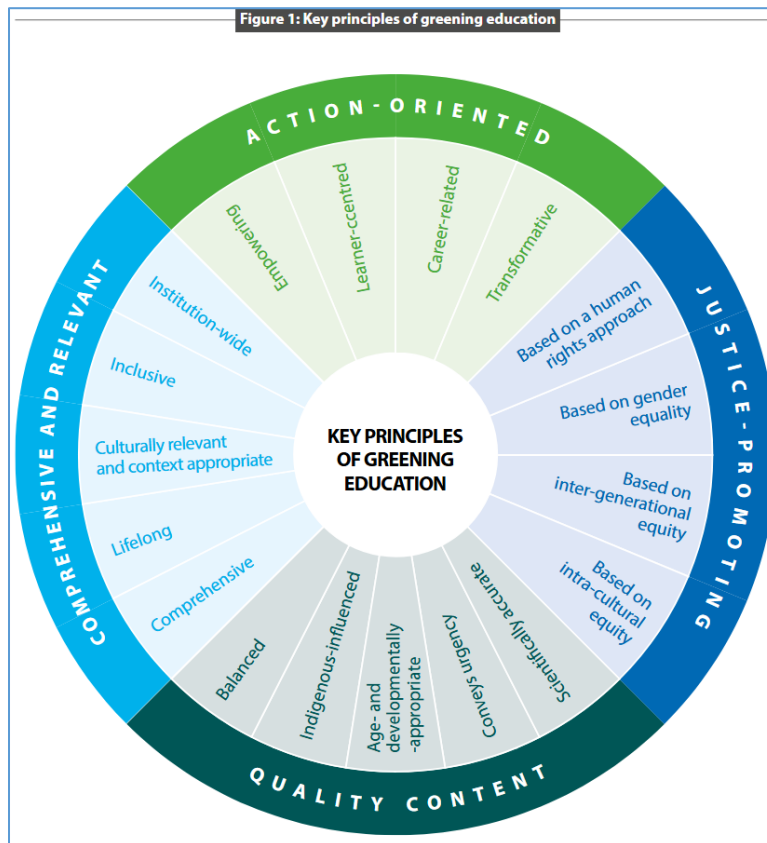 Figure 1: Key principles of greening education
ACTION-ORIENTED
Empowering
Learner-ccentred
Career-related
Transformative
JUSTICE-PROMOTING
Based on a human
rights approach
Based on gender
equality
Based on
inter-generational
equity
Based on
intra-cultural
equity
QUALITY CONTENT
Scientifically accurate
Conveys urgency
Age- and
developmentally
-appropriate
Indigenous-influenced
Balanced
COMPREHENSIVE AND RELEVANT
Comprehensive
Lifelong
Culturally relevant
and context appropriate
Inclusive
Institution-wide
KEY PRINCIPLES
OF GREENING
EDUCATION